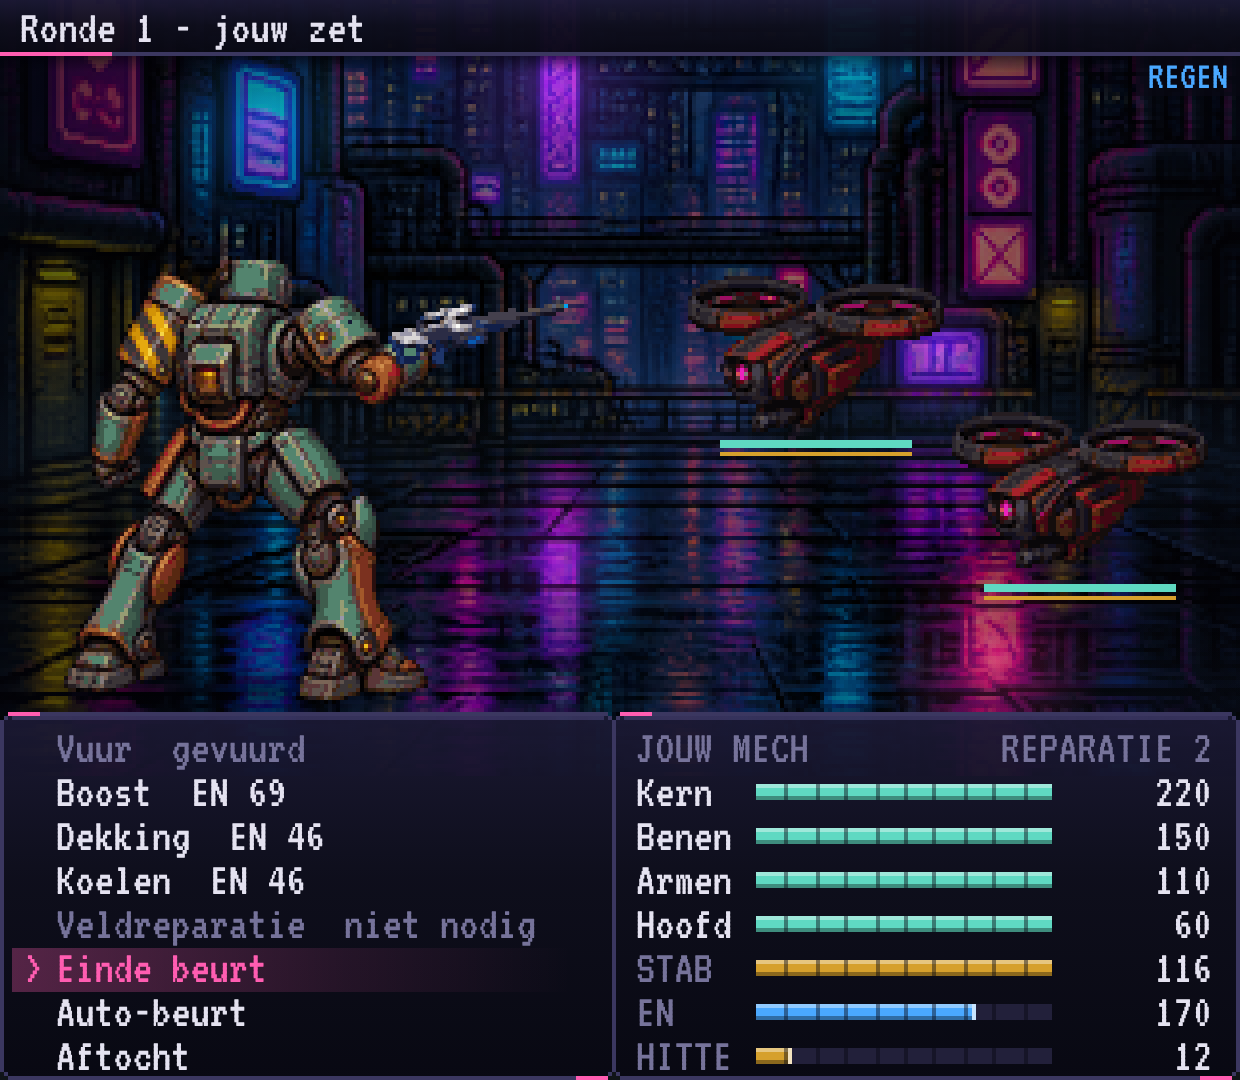 Ronde 1 - jouw zet
REGEN
Vuur gevuurd
Boost EN 69
Dekking EN 46
Koelen EN 46
Veldreparatie niet nodig
> Einde beurt
Auto-beurt
Aftocht
JOUW MECH REPARATIE 2
Kern 220
Benen 150
Armen 110
Hoofd 60
STAB 116
EN 170
HITTE 12